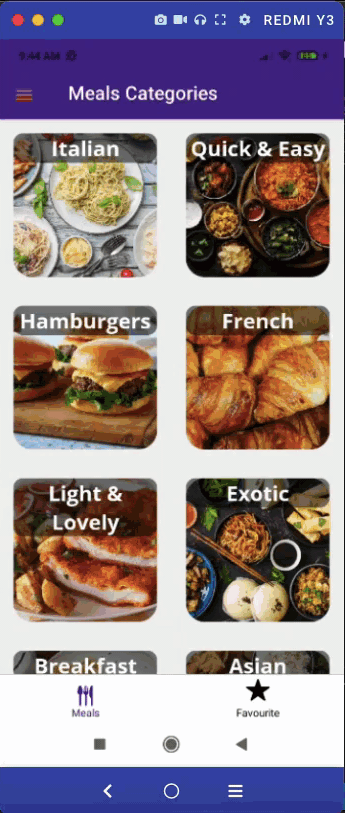 REDMI Y3
9:44 AM
Meals Categories
Italian
Quick & Easy
Hamburgers
French
Light &
Lovely
Exotic
Breakfast
Asian
Meals
Favourite